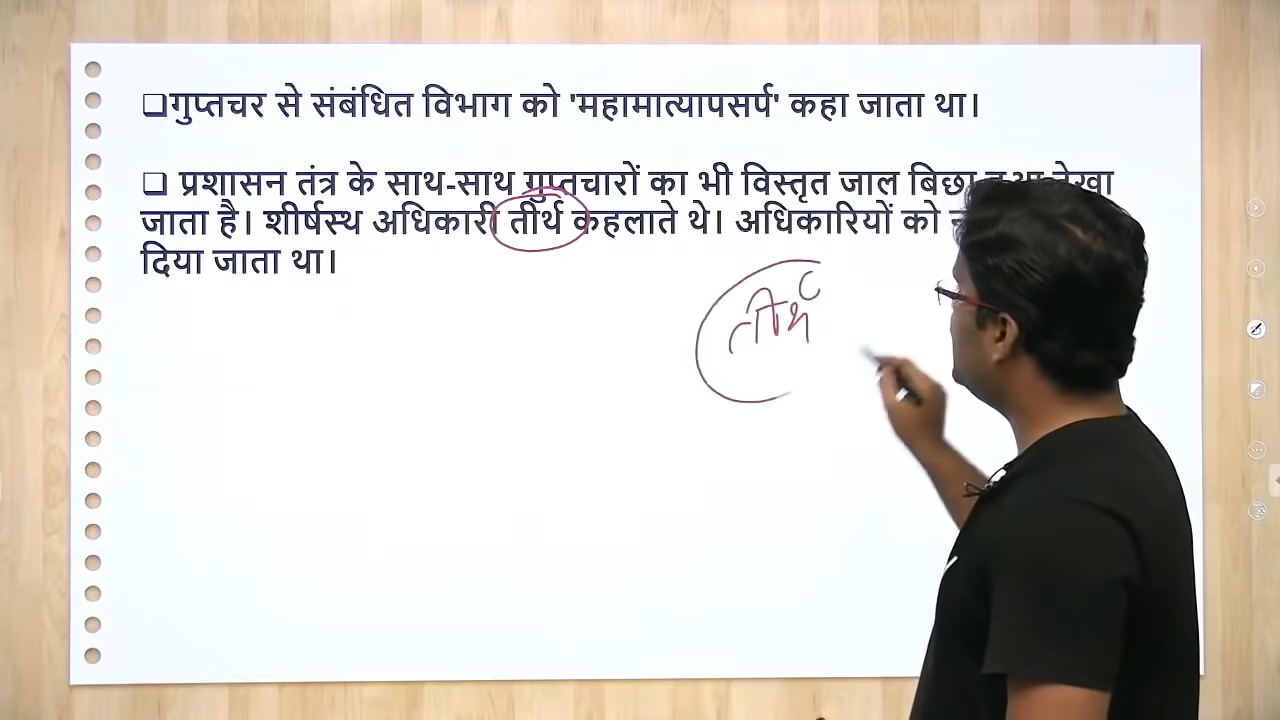 ❑गुप्तचर से संबंधित विभाग को 'महामात्यापसर्प' कहा जाता था।
❑ प्रशासन तंत्र के साथ-साथ गुप्तचारों का भी विस्तृत जाल बिछा हुआ देखा
जाता है। शीर्षस्थ अधिकारी तीर्थ कहलाते थे। अधिकारियों को
दिया जाता था।
तीर्थ